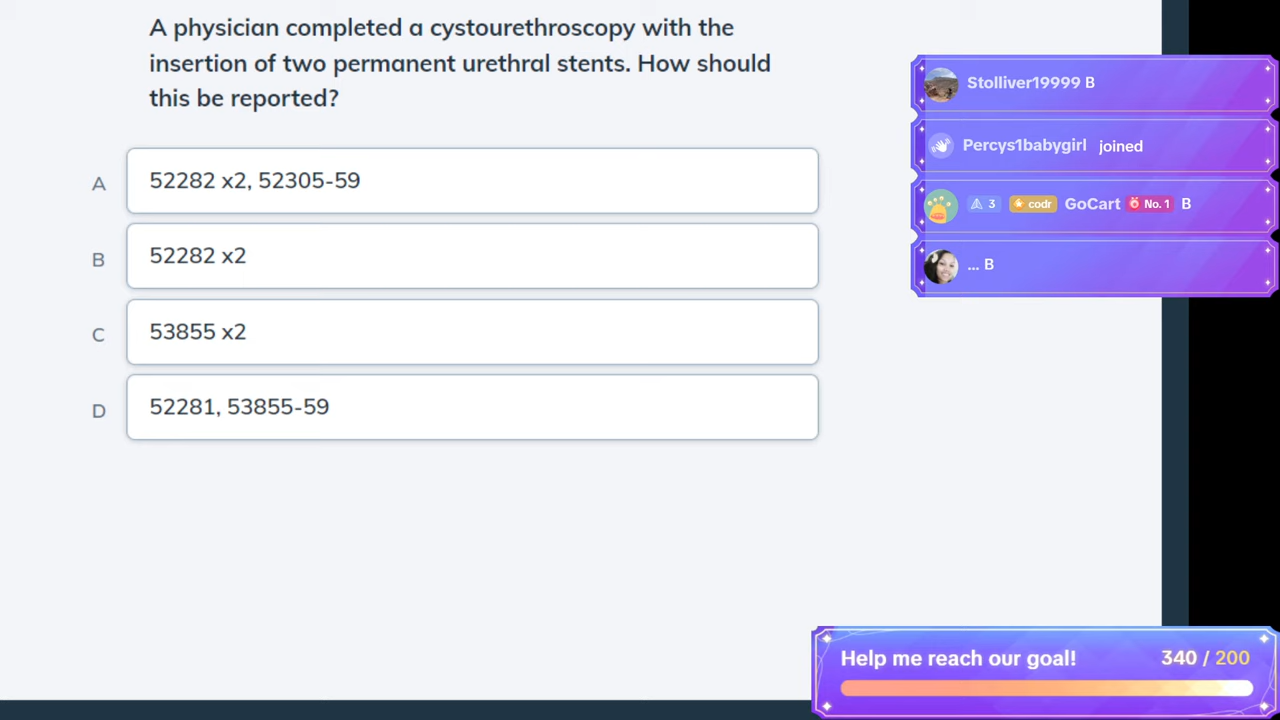 A physician completed a cystourethroscopy with the
insertion of two permanent urethral stents. How should
this be reported?
A 52282 x2, 52305-59
B 52282 x2
C 53855 x2
D 52281, 53855-59
Stolliver19999 B
Percys1babygirl joined
3 codr GoCart No. 1 B
... B
Help me reach our goal! 340 / 200